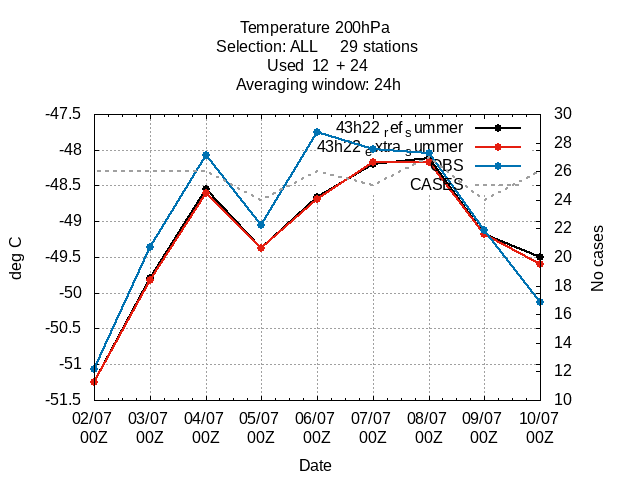 Temperature 200hPa
Selection: ALL 29 stations
Used 12 + 24
Averaging window: 24h
-47.5
-48
-48.5
-49
-49.5
-50
-50.5
-51
-51.5
30
28
26
24
22
20
18
16
14
12
10
43h22refsummer
43h22extrasummer
OBS
CASES
deg C
No cases
02/07 03/07 04/07 05/07 06/07 07/07 08/07 09/07 10/07
00Z 00Z 00Z 00Z 00Z 00Z 00Z 00Z 00Z
Date